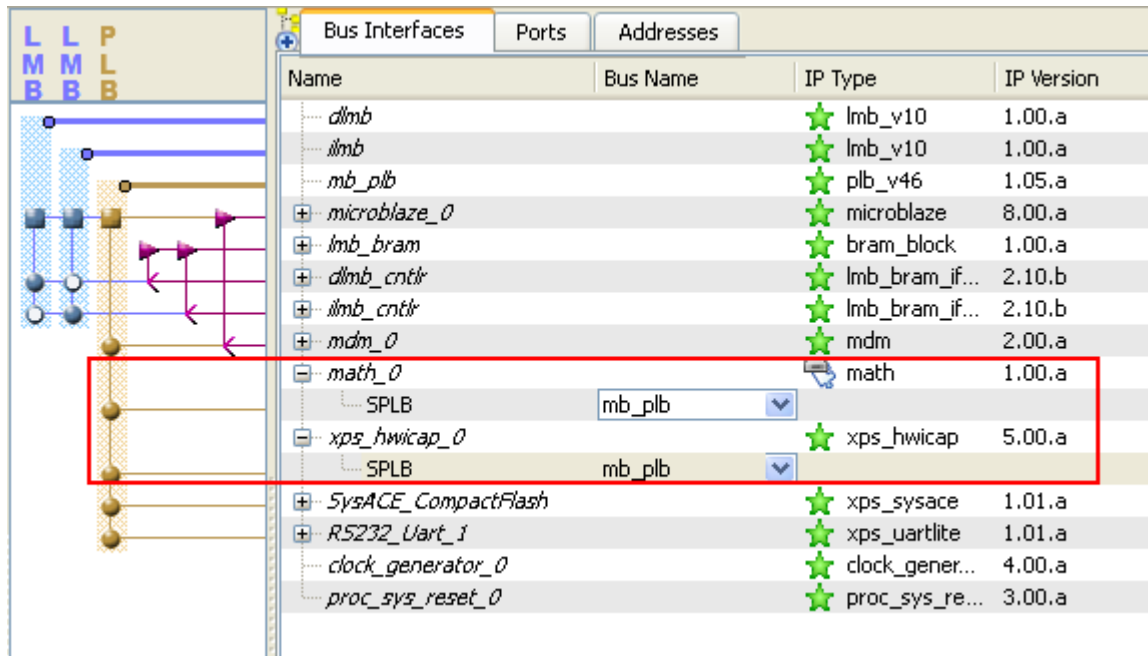 L L P
M M L
B B B
Bus Interfaces Ports Addresses
Name Bus Name IP Type IP Version
dlmb lmb_v10 1.00.a
ilmb lmb_v10 1.00.a
mb_plb plb_v46 1.05.a
microblaze_0 microblaze 8.00.a
lmb_bram bram_block 1.00.a
dlmb_cntlr lmb_bram_if... 2.10.b
ilmb_cntlr lmb_bram_if... 2.10.b
mdm_0 mdm 2.00.a
math_0 math 1.00.a
SPLB mb_plb
xps_hwicap_0 xps_hwicap 5.00.a
SPLB mb_plb
SysACE_CompactFlash xps_sysace 1.01.a
RS232_Uart_1 xps_uartlite 1.01.a
clock_generator_0 clock_gener... 4.00.a
proc_sys_reset_0 proc_sys_re... 3.00.a